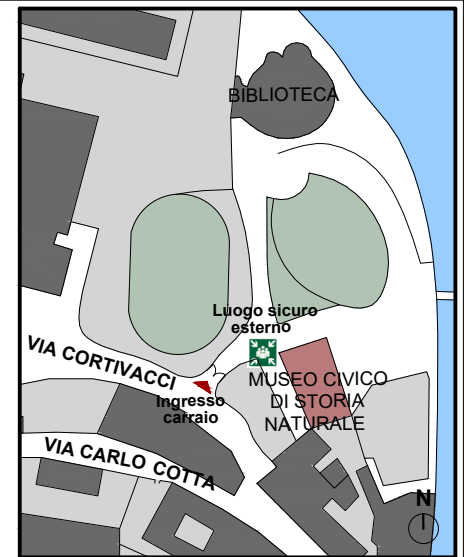 BIBLIOTECA
Luogo sicuro
esterno
VIA CORTIVACCI
MUSEO CIVICO
DI STORIA
NATURALE
Ingresso
carraio
VIA CARLO COTTA
N